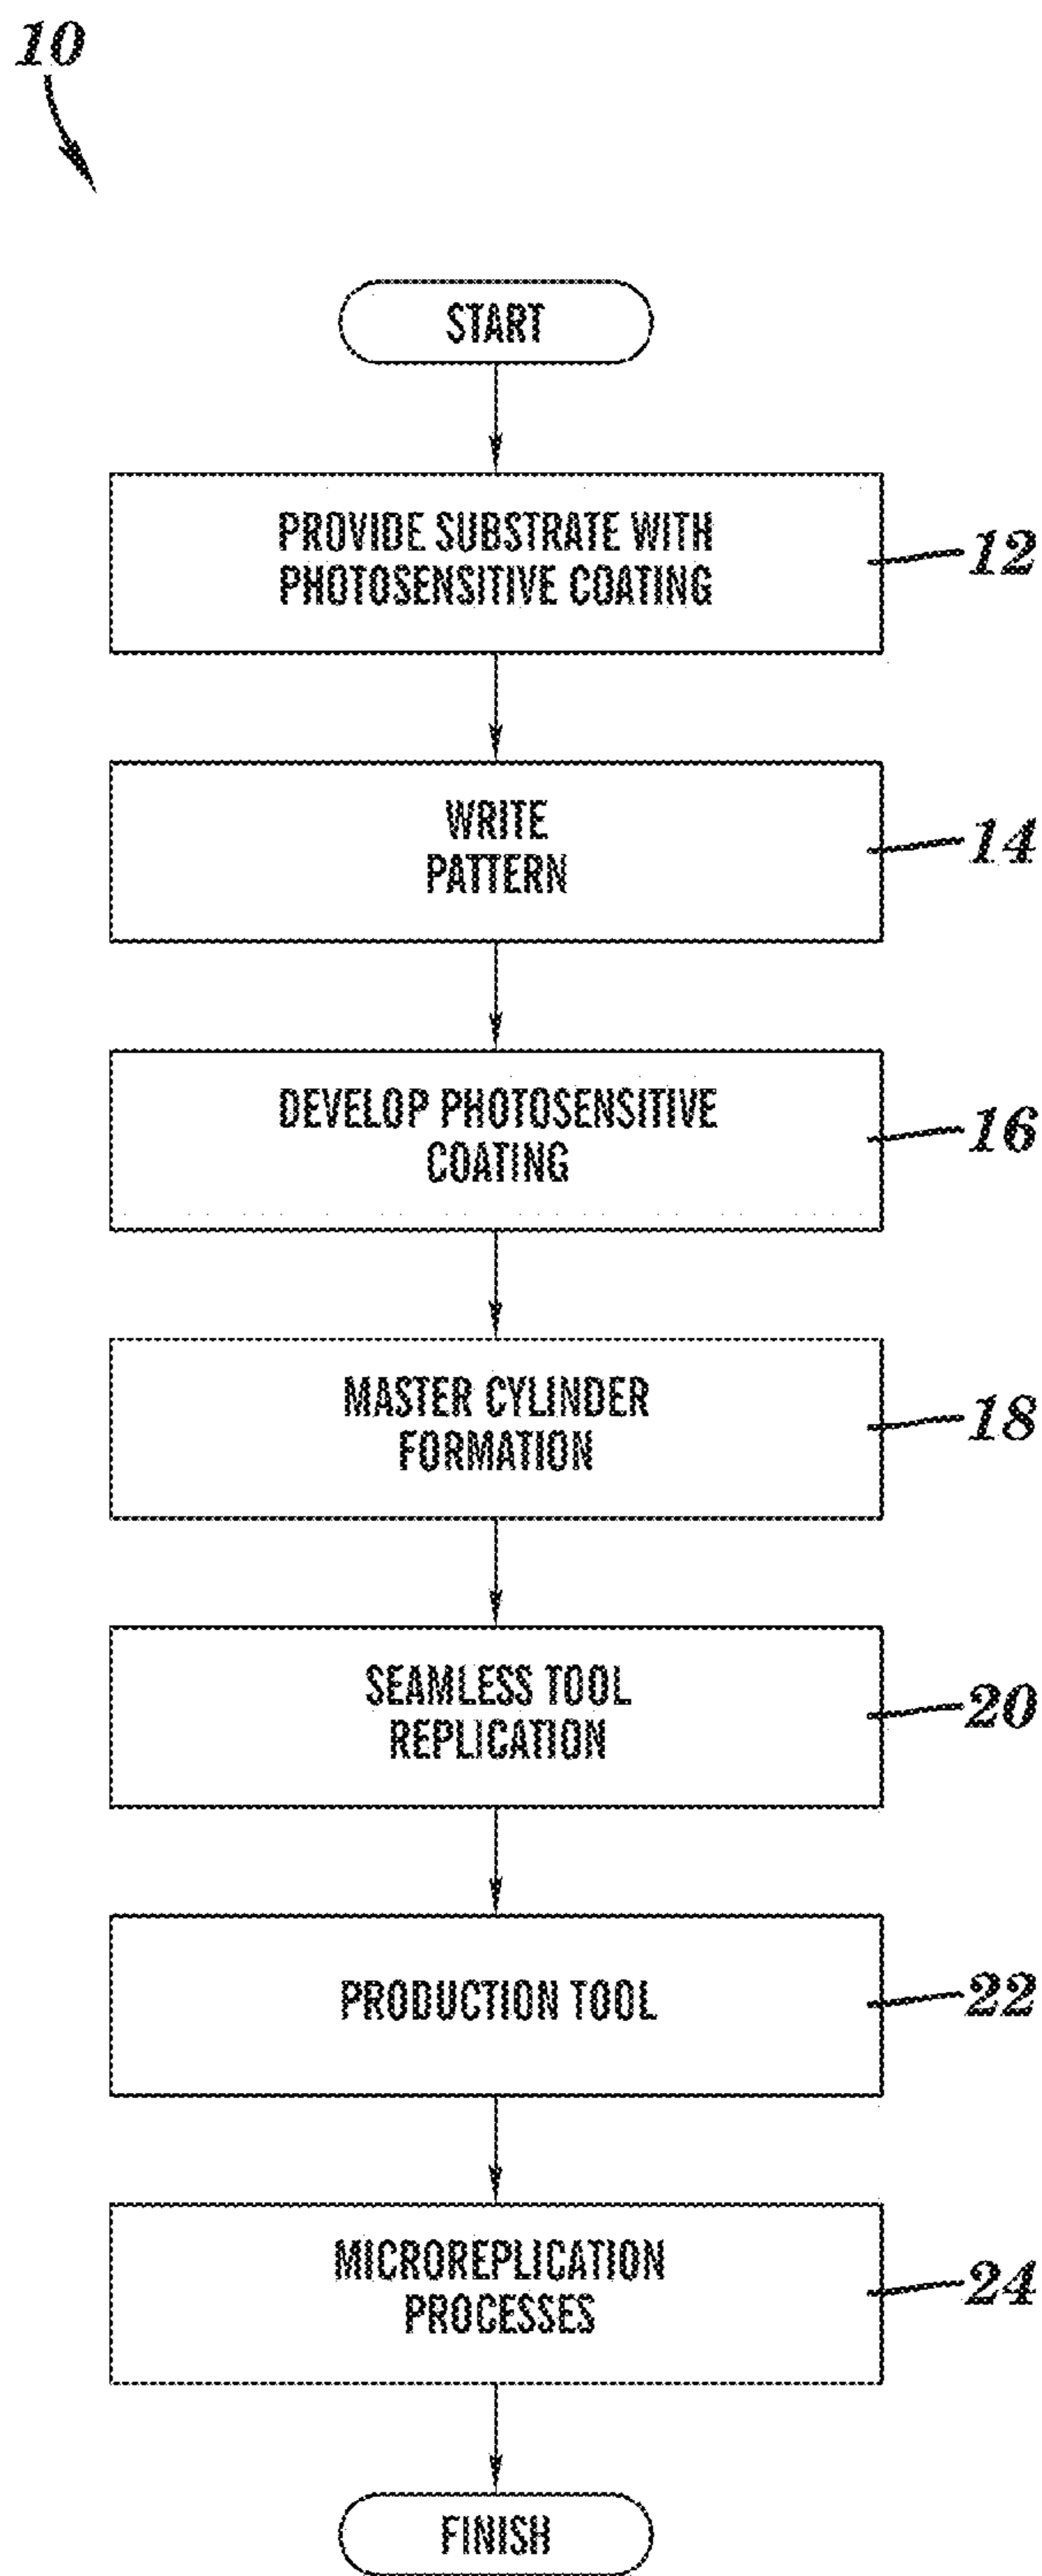 10
START
PROVIDE SUBSTRATE WITH
PHOTOSENSITIVE COATING
12
WRITE
PATTERN
14
DEVELOP PHOTOSENSITIVE
COATING
16
MASTER CYLINDER
FORMATION
18
SEAMLESS TOOL
REPLICATION
20
PRODUCTION TOOL
22
MICROREPLICATION
PROCESSES
24
FINISH